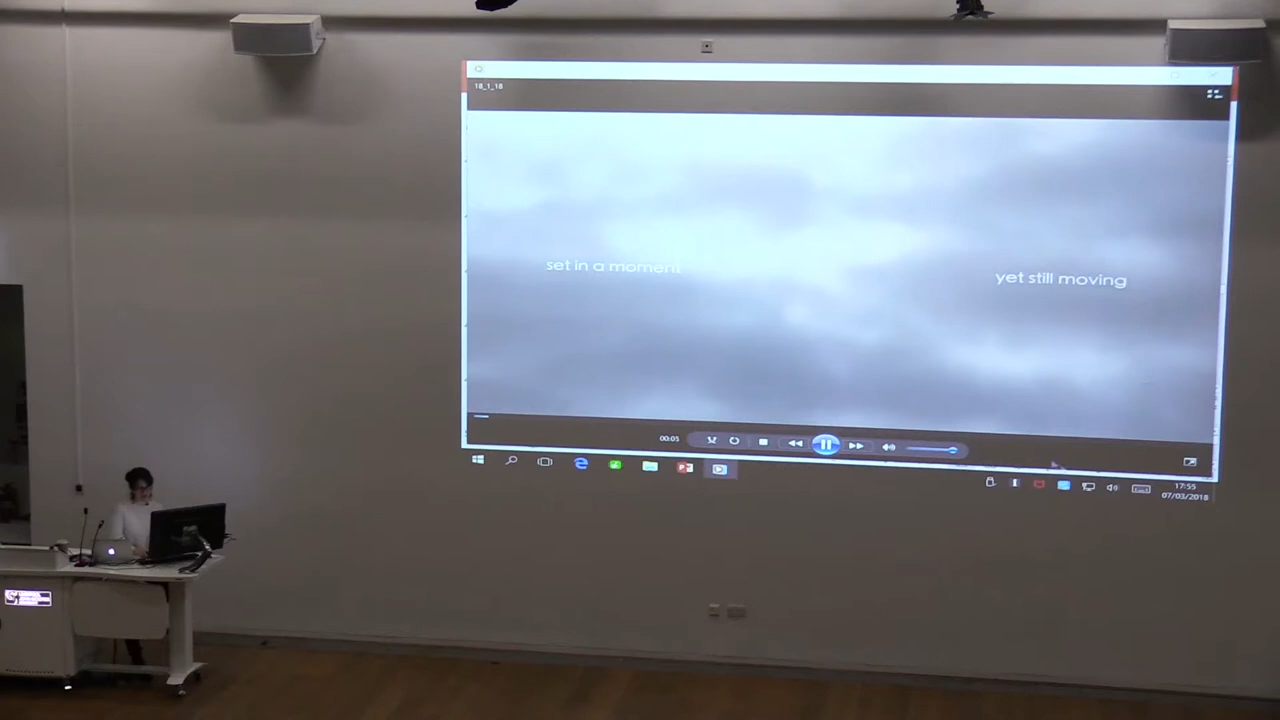 18_1_18
set in a moment
yet still moving
00:05
17:55
07/03/2018